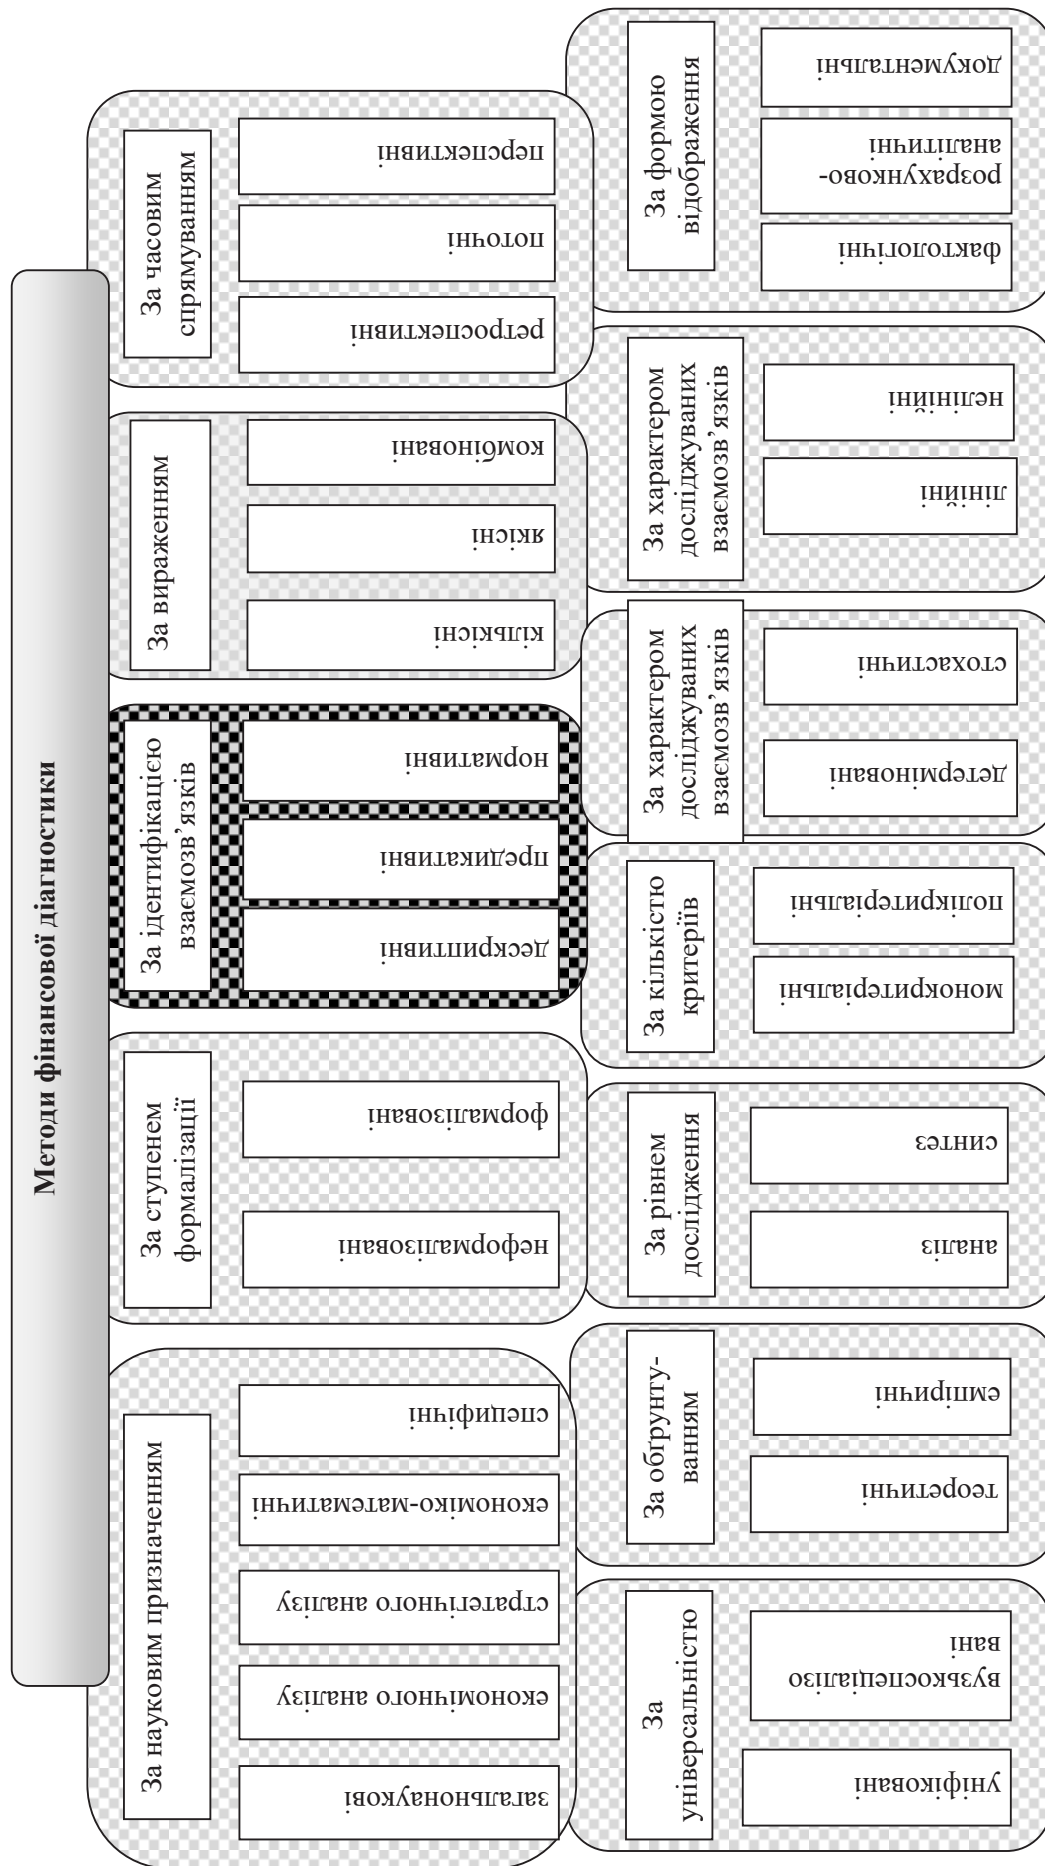 Методи фінансової діагностики
За науковим призначенням
загальнонаукові
економічного аналізу
стратегічного аналізу
економіко-математичні
специфічні
За ступенем
формалізації
неформалізовані
формалізовані
За ідентифікацією
взаємозв’язків
дескриптивні
предикативні
нормативні
За вираженням
кількісні
якісні
комбіновані
За часовим
спрямуванням
ретроспективні
поточні
перспективні
За
універсальністю
уніфіковані
вузькоспеціалізо
вані
За обґрунту-
ванням
теоретичні
емпіричні
За рівнем
дослідження
аналіз
синтез
За кількістю
критеріїв
монокритеріальні
полікритеріальні
За характером
досліджуваних
взаємозв’язків
детерміновані
стохастичні
За характером
досліджуваних
взаємозв’язків
лінійні
нелінійні
За формою
відображення
фактологічні
розрахунково-
аналітичні
документальні